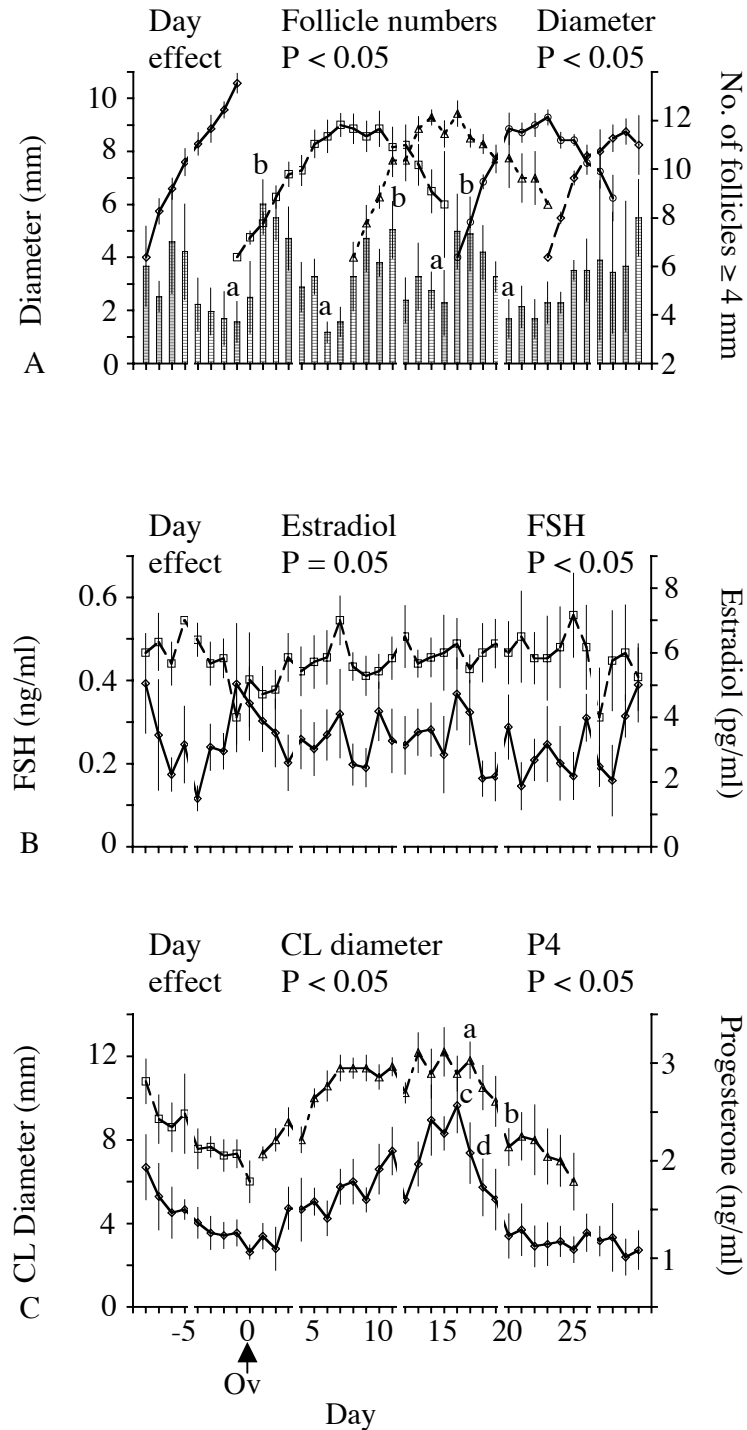 Day effect
Follicle numbers P < 0.05
Diameter P < 0.05
Diameter (mm)
10
8
6
4
2
0
12
10
8
6
4
2
No. of follicles ≥ 4 mm
a
b
a
b
a
b
a
A
Day effect
Estradiol P = 0.05
FSH P < 0.05
FSH (ng/ml)
0.6
0.4
0.2
0
8
6
4
2
0
Estradiol (pg/ml)
B
Day effect
CL diameter P < 0.05
P4 P < 0.05
CL Diameter (mm)
12
8
4
0
3
2
1
Progesterone (ng/ml)
a
c
b
d
C
-5 0 5 10 15 20 25
Ov
Day